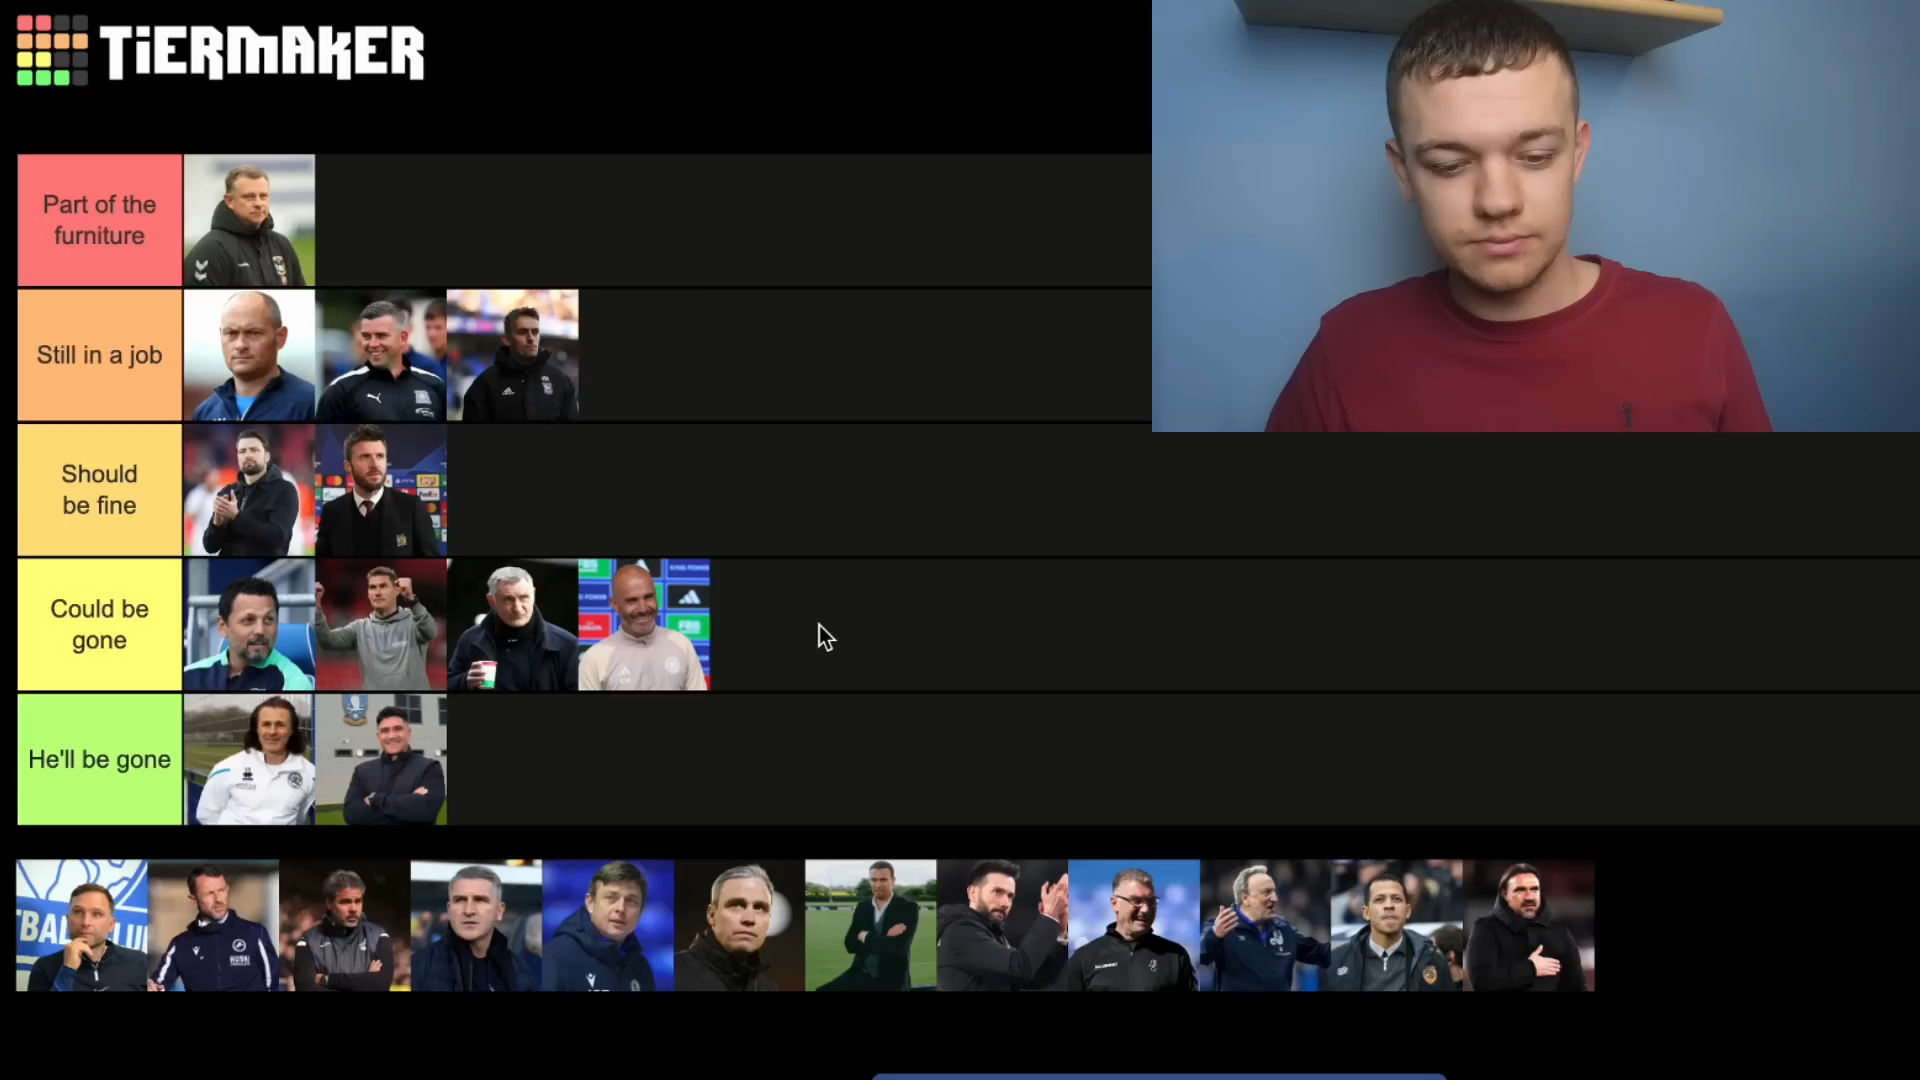 TiERMAKER
Part of the
furniture
Still in a job
Should
be fine
Could be
gone
He'll be gone